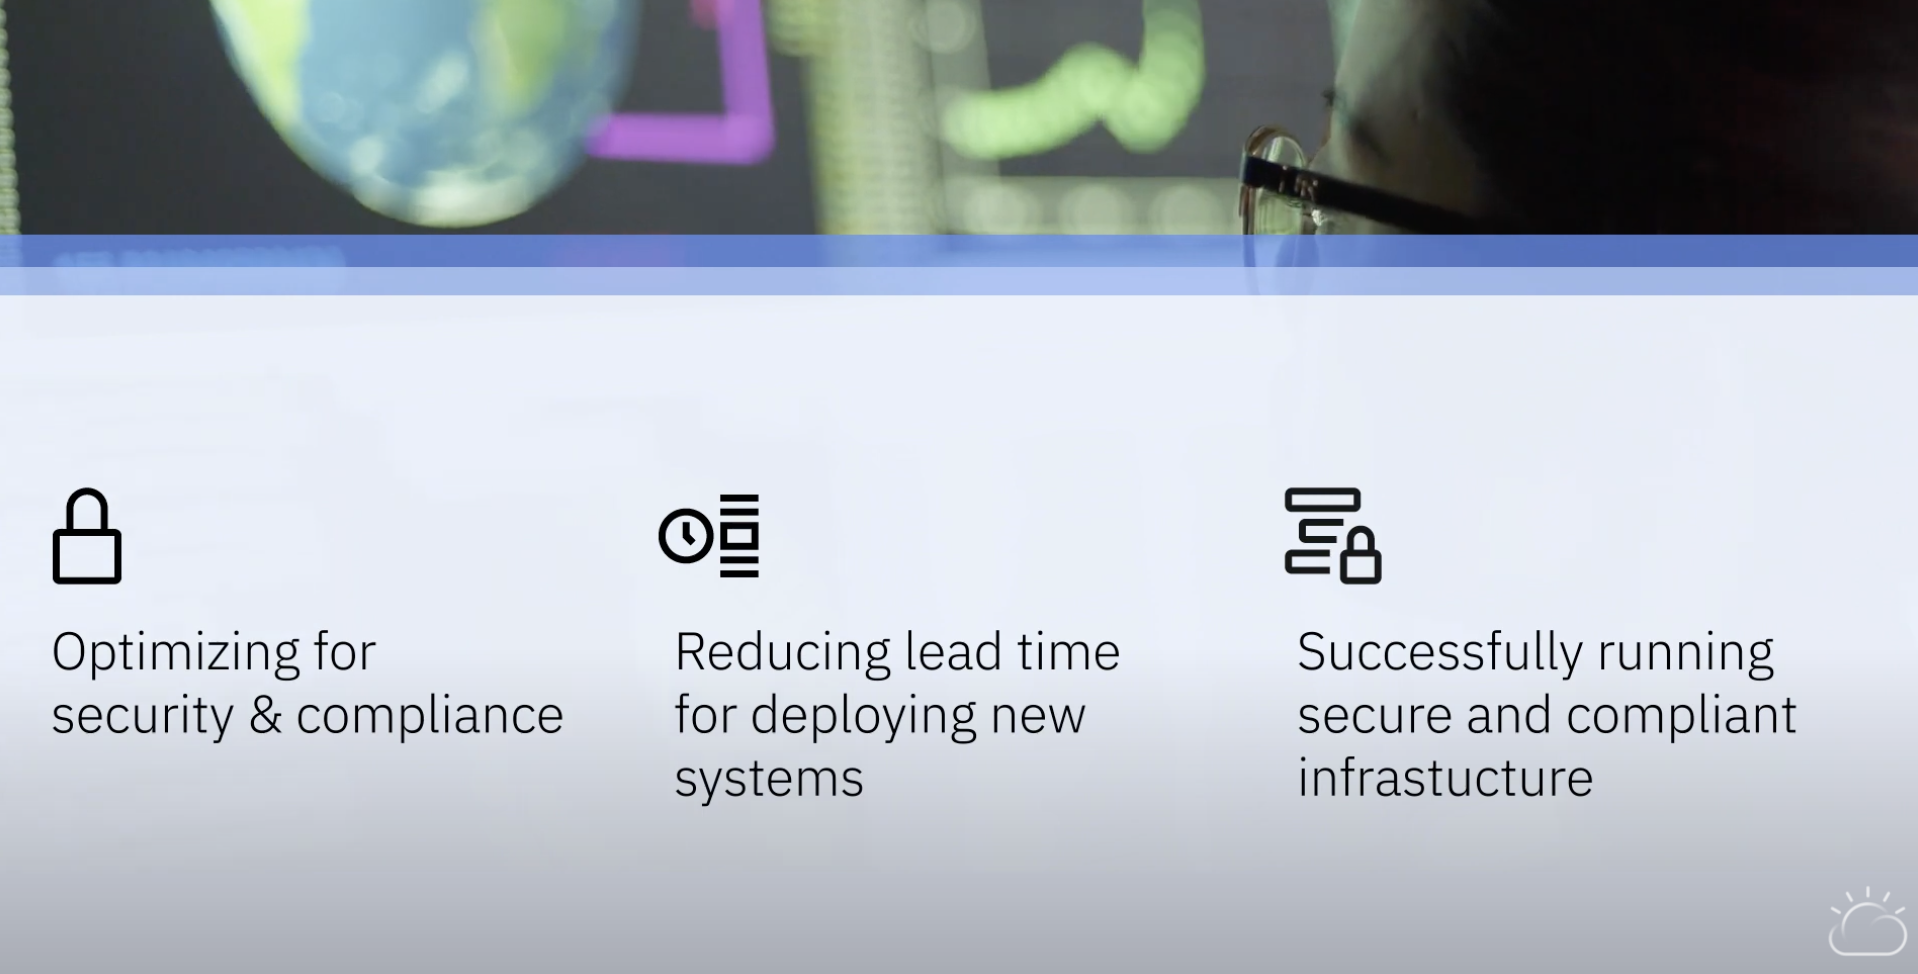 Optimizing for
security & compliance
Reducing lead time
for deploying new
systems
Successfully running
secure and compliant
infrastucture